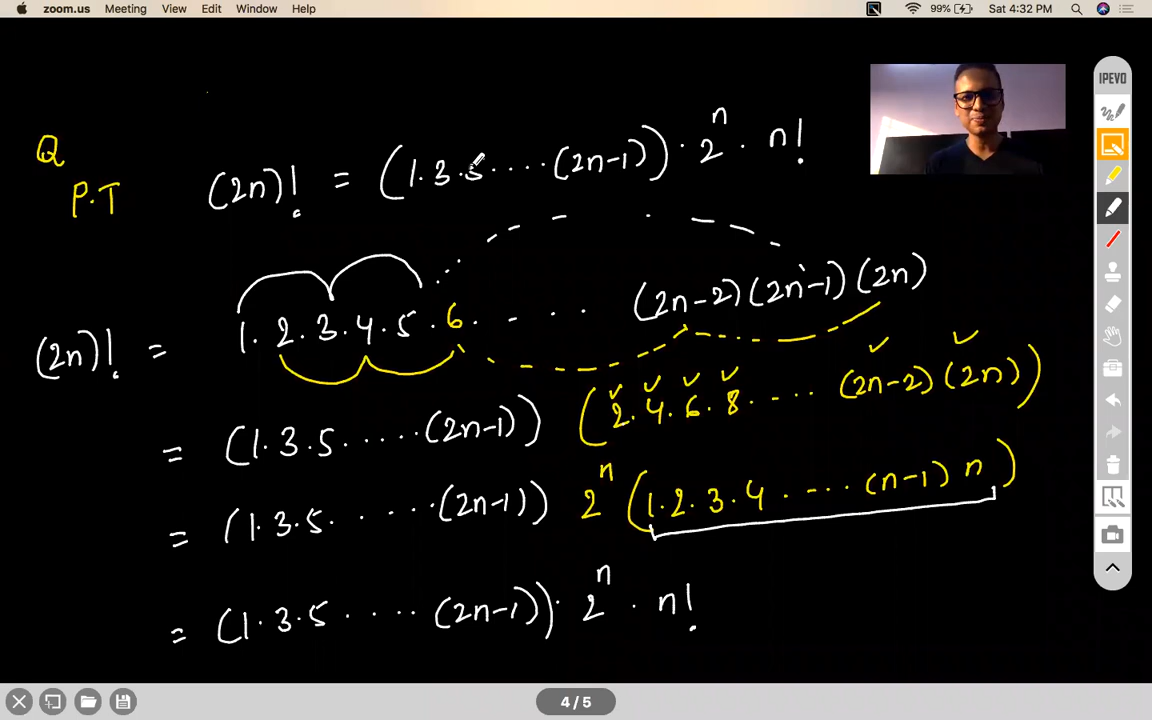 zoom.us Meeting View Edit Window Help 99% Sat 4:32 PM
IPEVO
Q
P.T (2n)! = (1.3.5....(2n-1)) . 2^n . n!
(2n)! = 1.2.3.4.5.6. - . . (2n-2)(2n-1)(2n)
= (1.3.5.....(2n-1)) (2.4.6.8.---.(2n-2)(2n))
= (1.3.5.....(2n-1)) 2^n (1.2.3.4.---..(n-1) n)
= (1.3.5.....(2n-1)). 2^n . n!
4 / 5